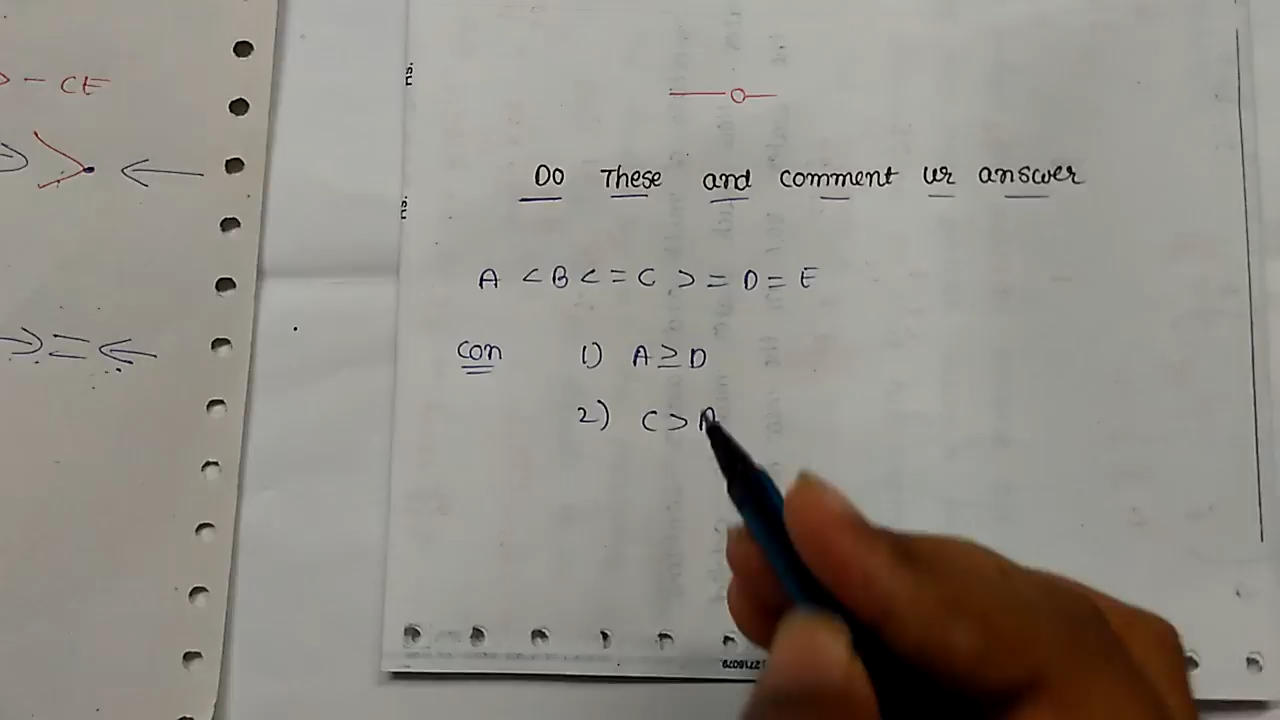 > - CE
Do These and comment ur answer
A < B < = C > = D = E
Con 1) A ≥ D
2) C >